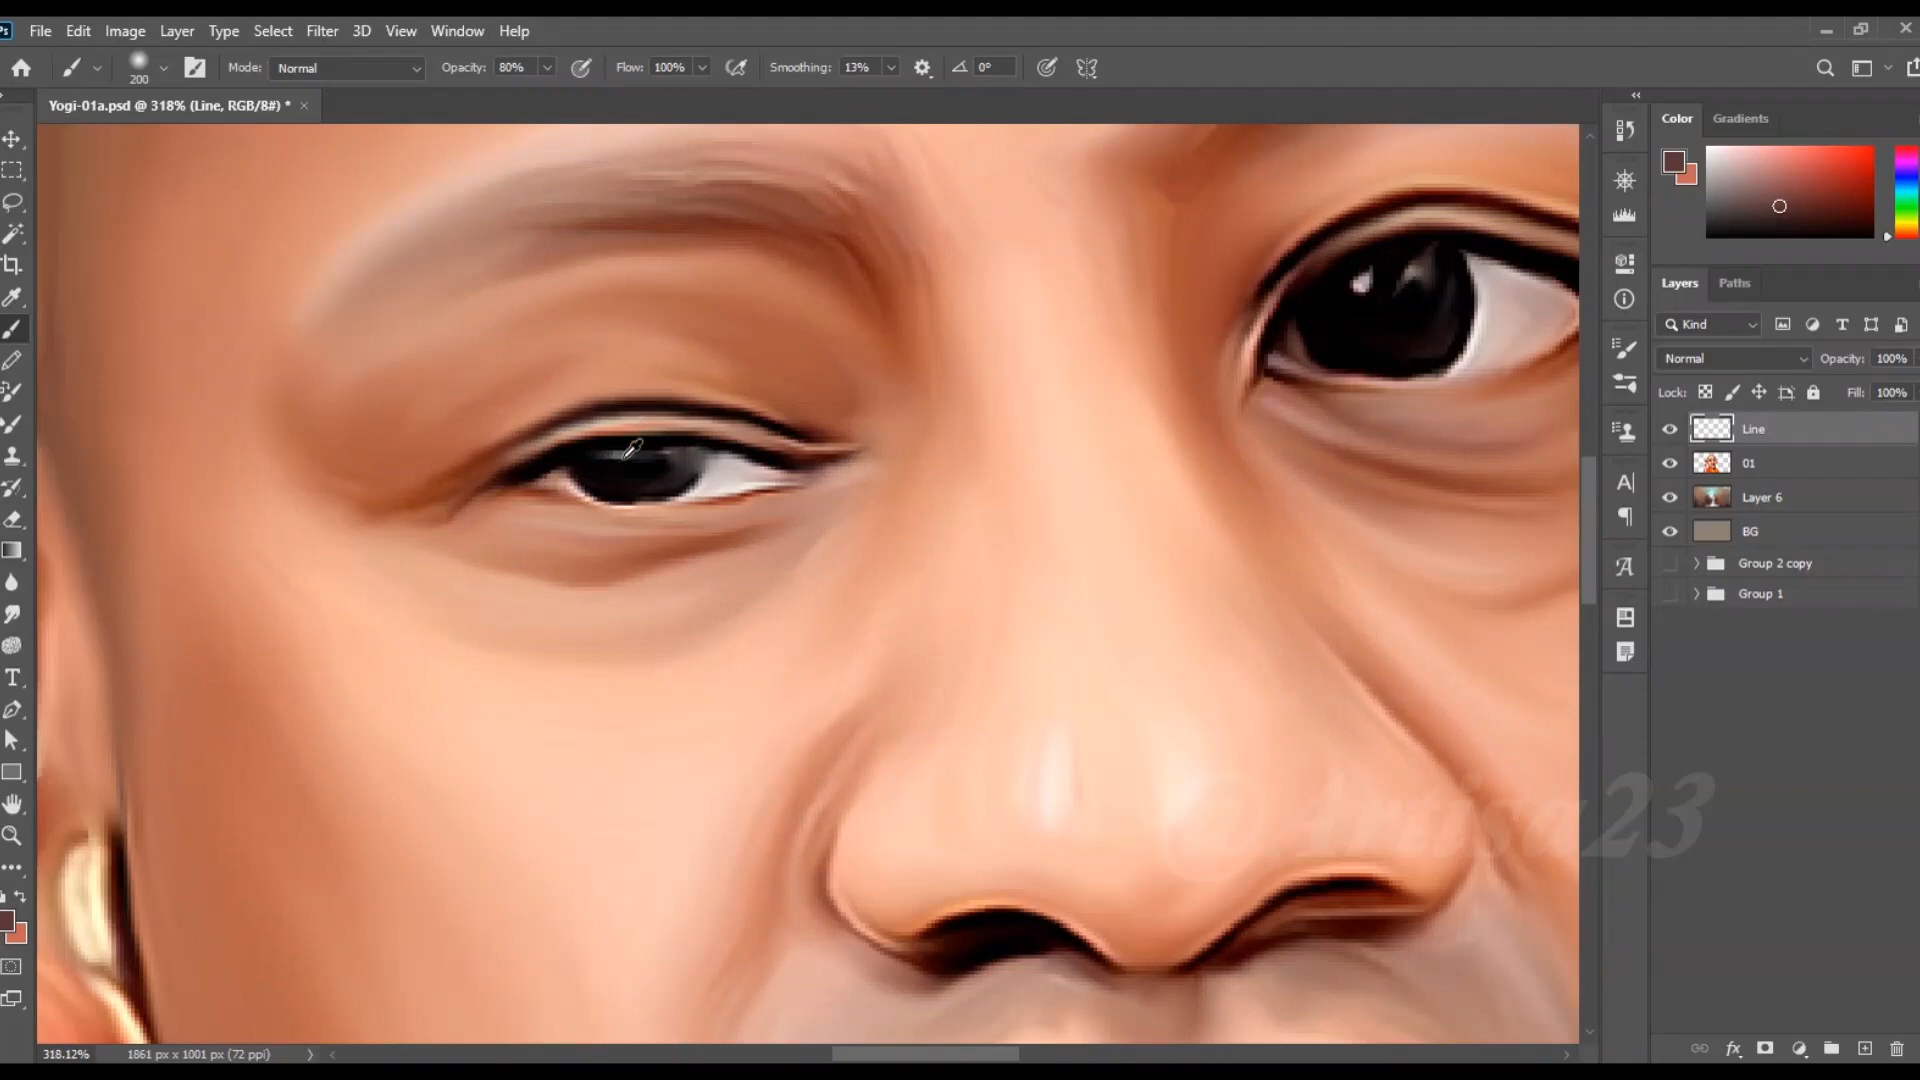 Ps File Edit Image Layer Type Select Filter 3D View Window Help
200 Mode: Normal Opacity: 80% Flow: 100% Smoothing: 13% 0°
Yogi-01a.psd @ 318% (Line, RGB/8#) * ×
Color Gradients
Layers Paths
Kind
Normal Opacity: 100%
Lock: Fill: 100%
Line
01
Layer 6
BG
Group 2 copy
Group 1
© Artisa23
318.12% 1861 px x 1001 px (72 ppi)
fx